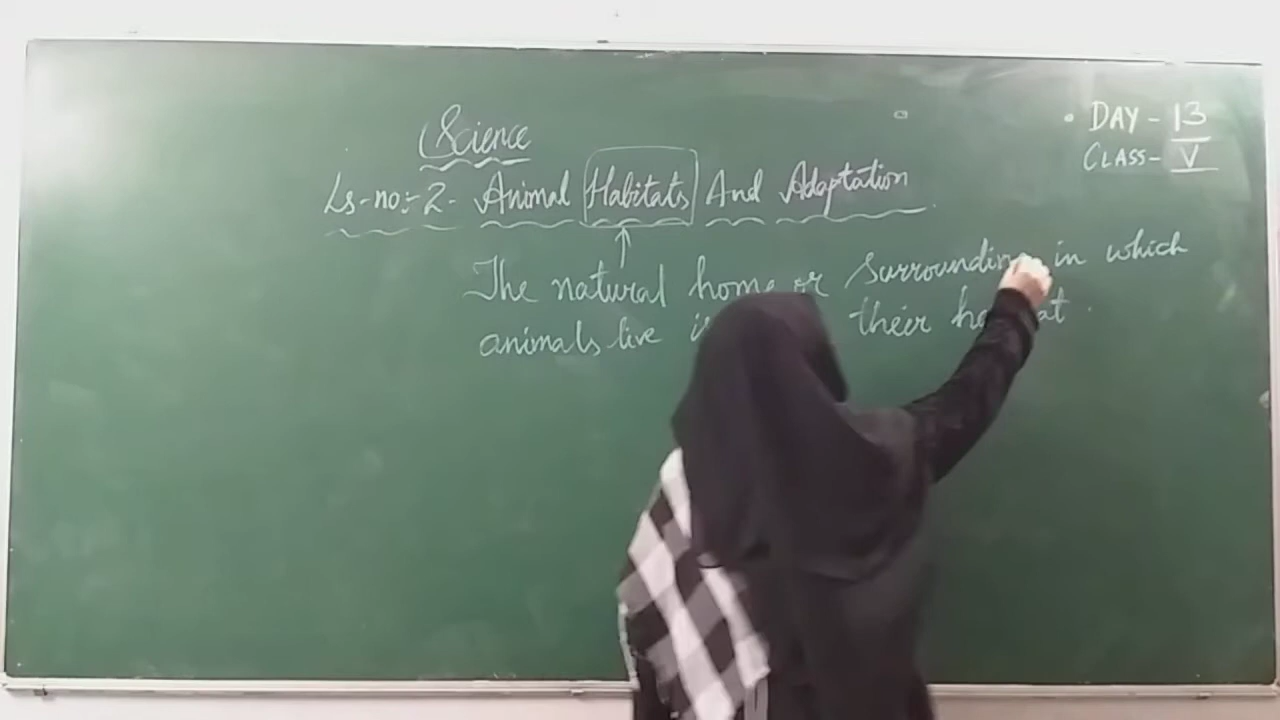 Science
DAY - 13
CLASS - V
Ls-no:- 2 - Animal Habitats And Adaptation
The natural home or surrounding in which
animals live their